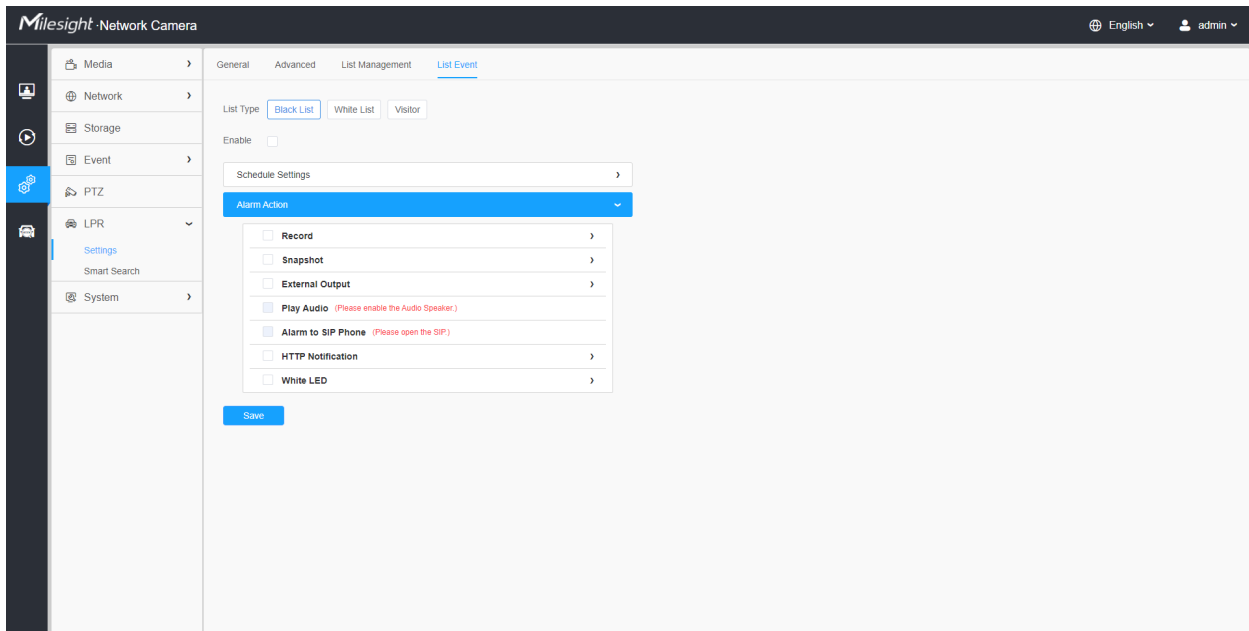 Milesight · Network Camera
English
admin
Media
Network
Storage
Event
PTZ
LPR
Settings
Smart Search
System
General Advanced List Management List Event
List Type Black List White List Visitor
Enable
Schedule Settings
Alarm Action
Record
Snapshot
External Output
Play Audio (Please enable the Audio Speaker.)
Alarm to SIP Phone (Please open the SIP.)
HTTP Notification
White LED
Save